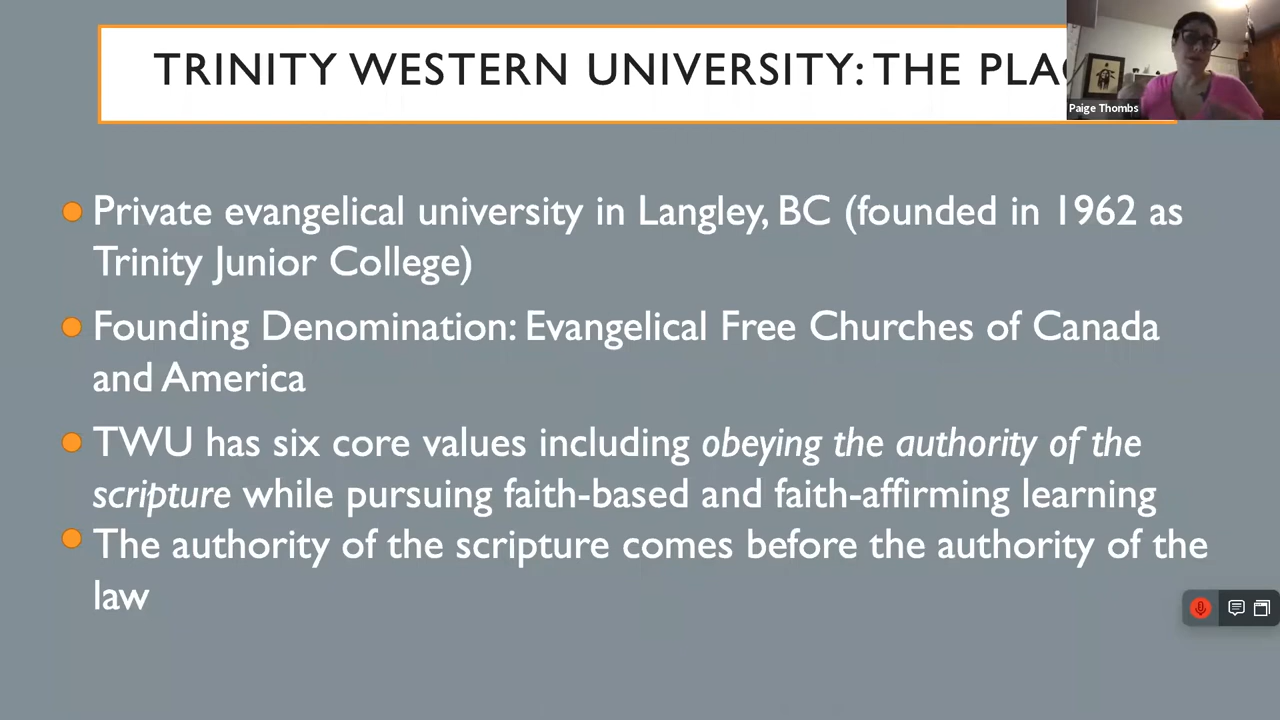 TRINITY WESTERN UNIVERSITY: THE
Paige Thombs
Private evangelical university in Langley, BC (founded in 1962 as
Trinity Junior College)
Founding Denomination: Evangelical Free Churches of Canada
and America
TWU has six core values including obeying the authority of the
scripture while pursuing faith-based and faith-affirming learning
The authority of the scripture comes before the authority of the
law